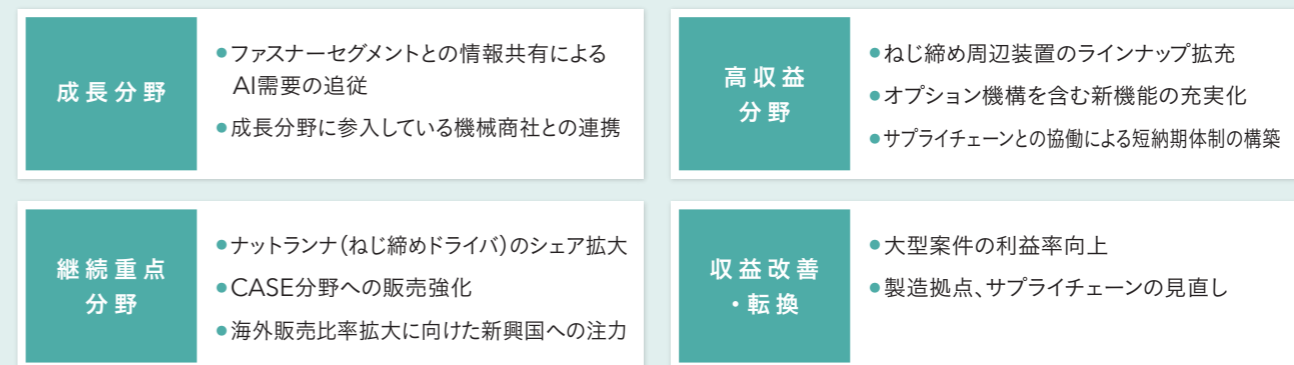 成長分野
●ファスナーセグメントとの情報共有による
AI需要の追従
●成長分野に参入している機械商社との連携
高収益
分野
●ねじ締め周辺装置のラインナップ拡充
●オプション機構を含む新機能の充実化
●サプライチェーンとの協働による短納期体制の構築
継続重点
分野
●ナットランナ(ねじ締めドライバ)のシェア拡大
●CASE分野への販売強化
●海外販売比率拡大に向けた新興国への注力
収益改善
・転換
●大型案件の利益率向上
●製造拠点、サプライチェーンの見直し